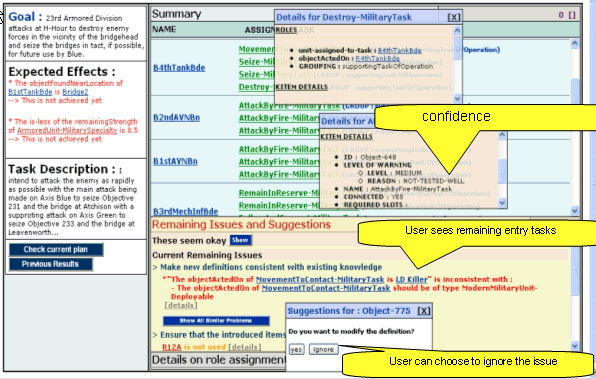 Goal : 23rd Armored Division
attacks at H-Hour to destroy enemy
forces in the vicinity of the bridgehead
and seize the bridges in tact, if possible,
for future use by Blue.
Expected Effects :
* The objectFoundNearLocation of
B1stTankBde is Bridge2
--> This is not achieved yet
* The is-less of the remainingStrength
of ArmoredUnit-MilitarySpecialty is 0.5
--> This is not achieved yet
Task Description : :
intend to attack the enemy as rapidly
as possible with the main attack being
made on Axis Blue to seize Objective
231 and the bridge at Atchison with a
supproting attack on Axis Green to
seize Objective 233 and the bridge at
Leavenworth...
Check current plan
Previous Results
Summary
0 []
NAME ASSIGNED TASK
B4thTankBde
Movement
Seize-Mil
Seize-Mil
Destroy-
Operation)
B2ndAVNBn
AttackByFire-MilitaryTask (GROUP
AttackByFire-Military
AttackByFire-Military
B1stAVNBn
AttackByFire-Military
AttackByFire-Military
AttackByFire-Military
B3rdMechInfBde
RemainInReserve-M
RemainInReserve-M
Details for Destroy-MilitaryTask [X]
ROLES
• unit-assigned-to-task : B4thTankBde
• objectActedOn : B4thTankBde
• GROUPING : supportingTaskOfOperation
KITEM DETAILS
Details for At
KITEM DETAILS
• ID : Object-648
• LEVEL OF WARNING
○ LEVEL : MEDIUM
○ REASON : NOT-TESTED-WELL
• NAME : AttackByFire-MilitaryTask
• CONNECTED : YES
• REQUIRED SLOTS :
confidence
Remaining Issues and Suggestions
These seem okay Show
Current Remaining Issues
> Make new definitions consistent with existing knowledge
*"The objectActedOn of MovementToContact-MilitaryTask is LD Killer" is inconsistent with :
- The objectActedOn of MovementToContact-MilitaryTask should be of type ModernMilitaryUnit-
Deployable
[details]
Show All Similar Problems
> Ensure that the introduced items
R12A is not used [details]
Details on role assignment
User sees remaining entry tasks
Suggestions for : Object-775 [X]
Do you want to modify the definition?
yes ignore
User can choose to ignore the issue